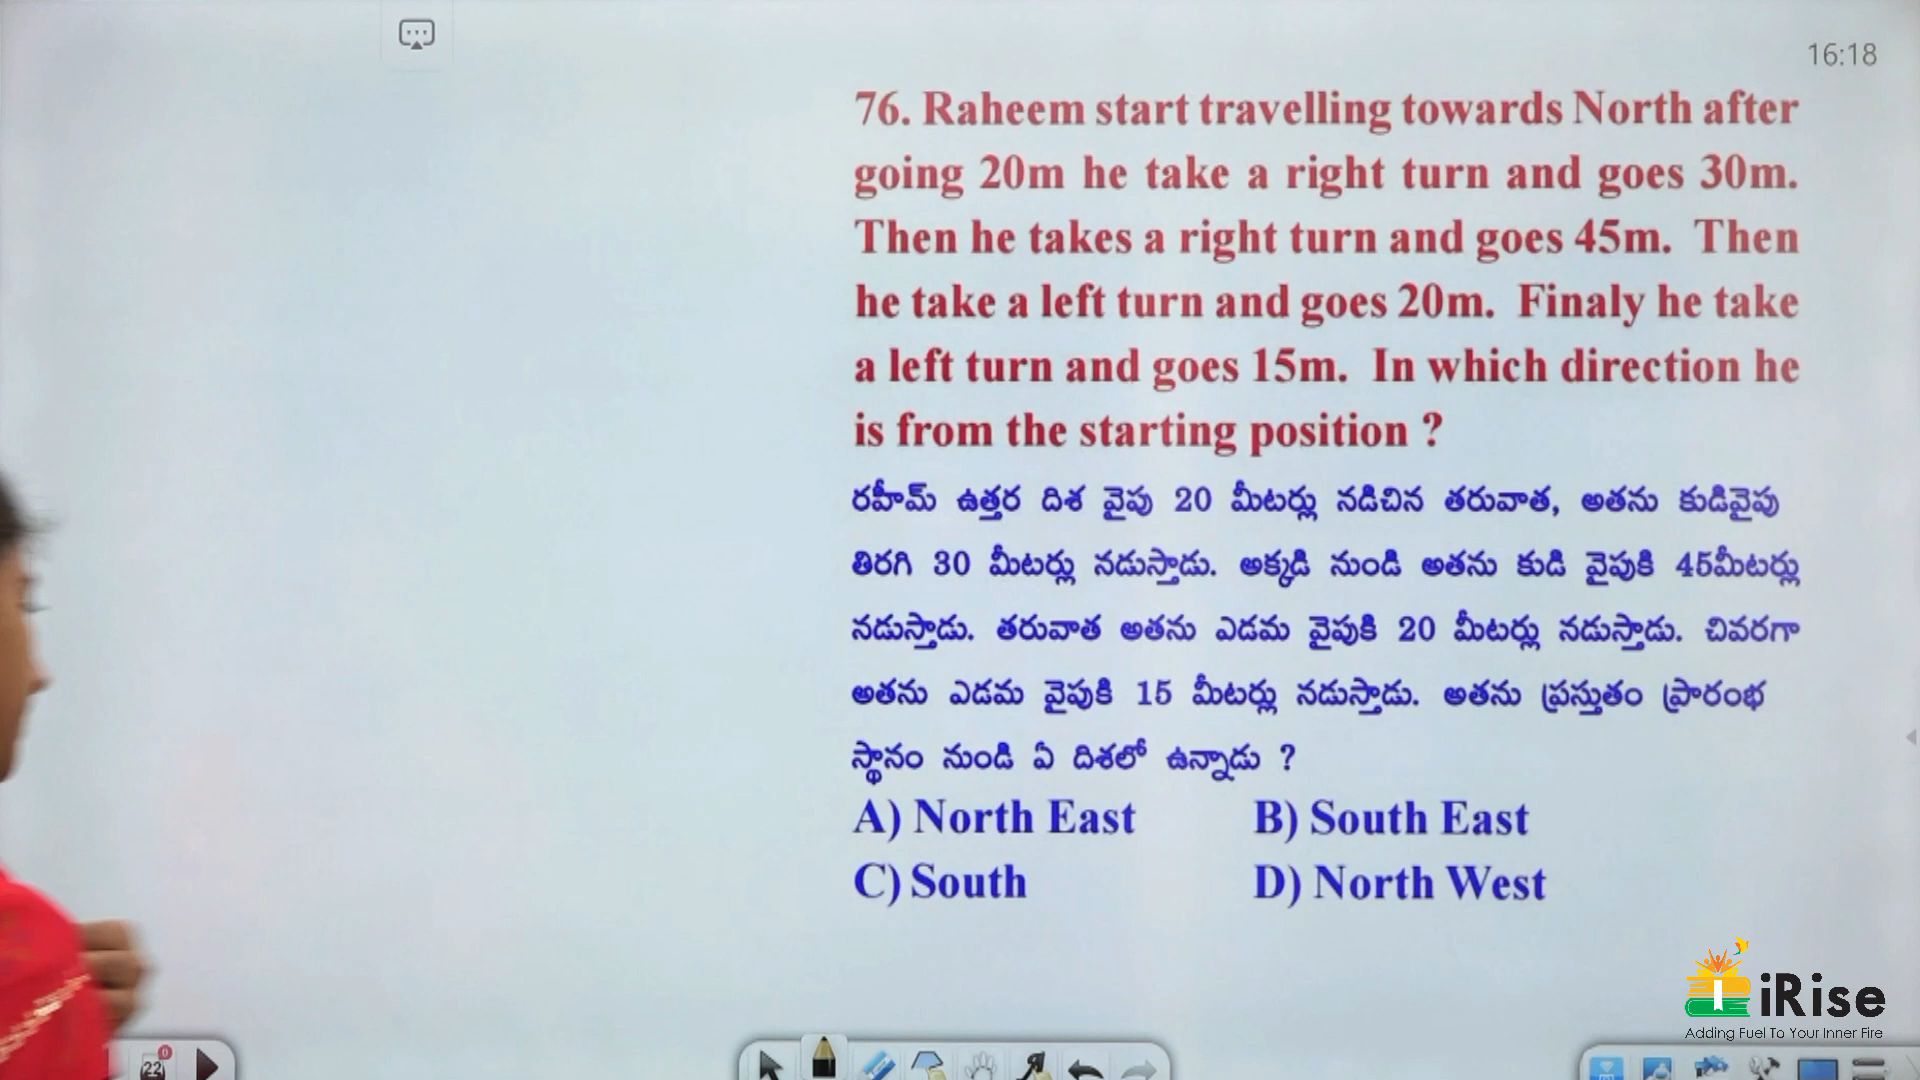 16:18
76. Raheem start travelling towards North after
going 20m he take a right turn and goes 30m.
Then he takes a right turn and goes 45m. Then
he take a left turn and goes 20m. Finaly he take
a left turn and goes 15m. In which direction he
is from the starting position ?
రహీమ్ ఉత్తర దిశ వైపు 20 మీటర్లు నడిచిన తరువాత, అతను కుడివైపు
తిరగి 30 మీటర్లు నడుస్తాడు. అక్కడి నుండి అతను కుడి వైపుకి 45మీటర్లు
నడుస్తాడు. తరువాత అతను ఎడమ వైపుకి 20 మీటర్లు నడుస్తాడు. చివరగా
అతను ఎడమ వైపుకి 15 మీటర్లు నడుస్తాడు. అతను ప్రస్తుతం ప్రారంభ
స్థానం నుండి ఏ దిశలో ఉన్నాడు ?
A) North East B) South East
C) South D) North West
iRise
Adding Fuel To Your Inner Fire
0
22